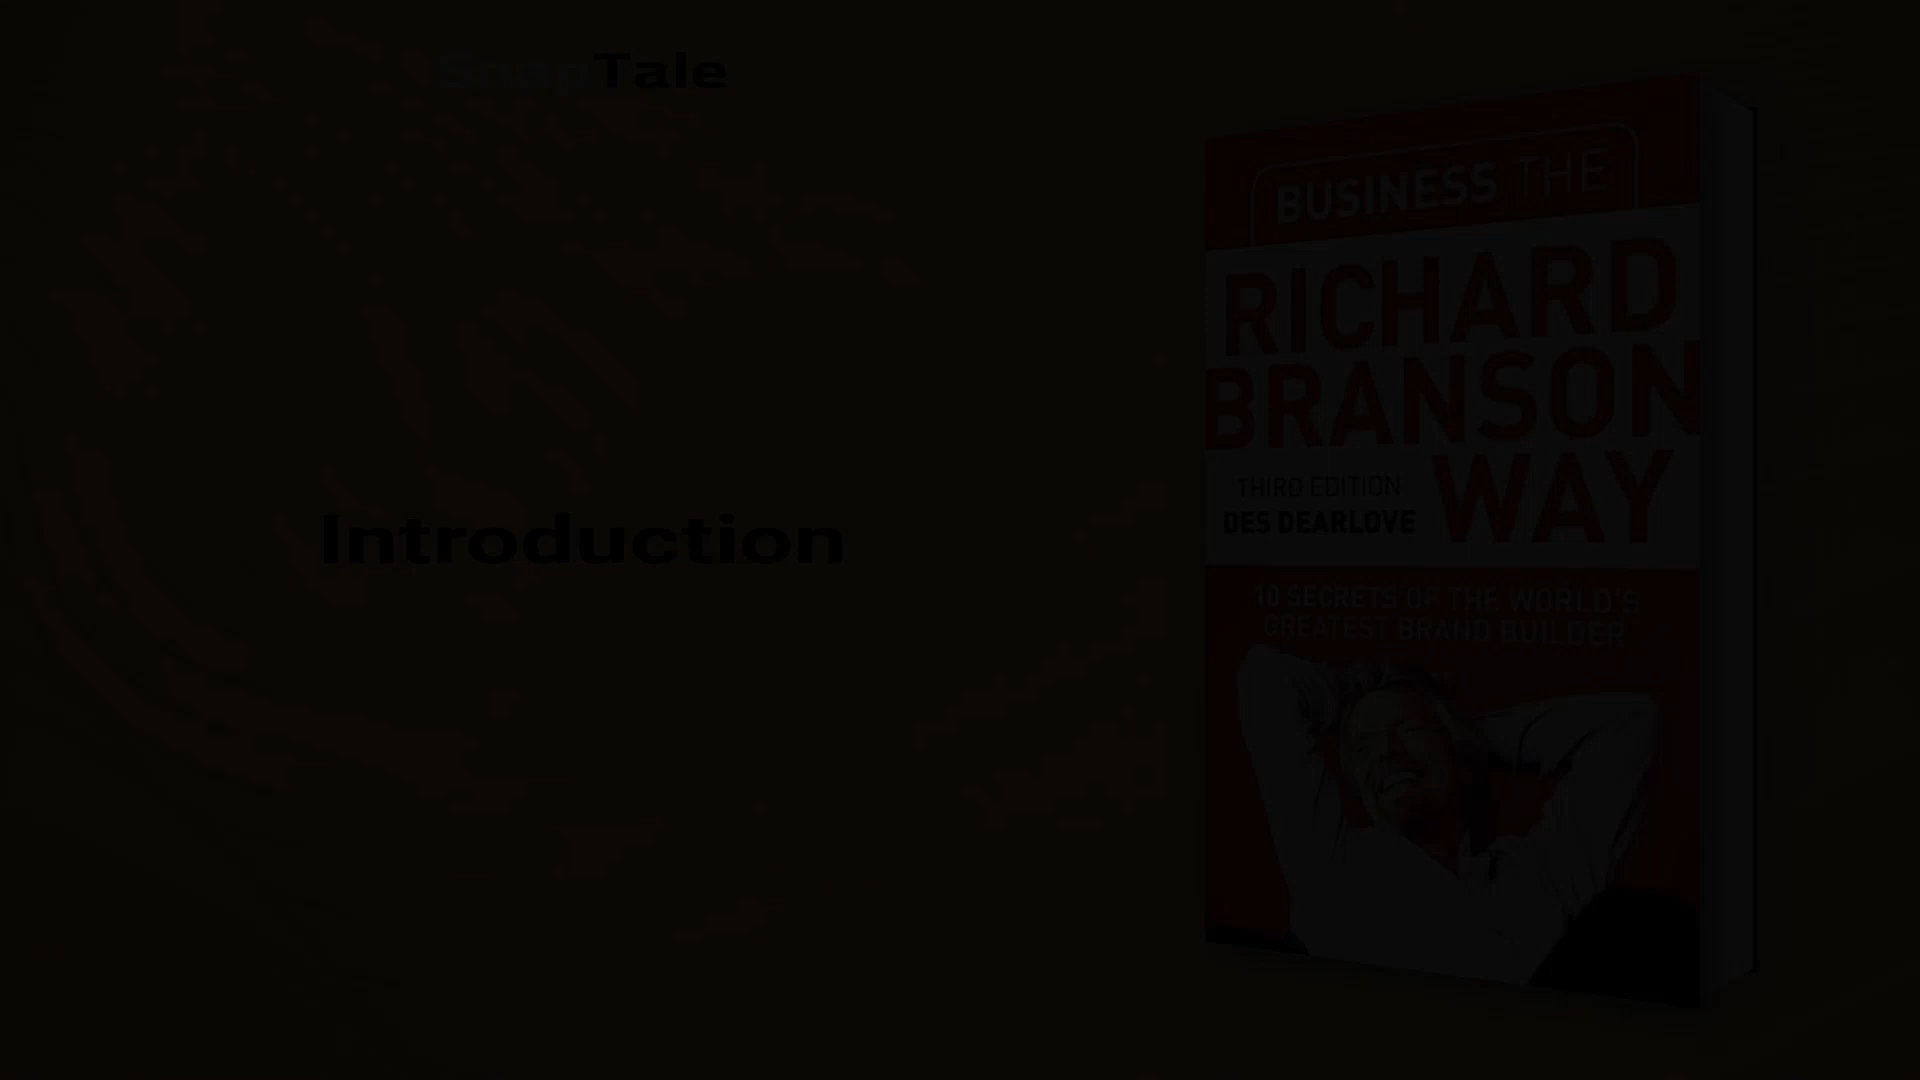 SnapTale
Introduction
BUSINESS THE
RICHARD
BRANSON
WAY
THIRD EDITION
DES DEARLOVE
10 SECRETS OF THE WORLD'S
GREATEST BRAND BUILDER